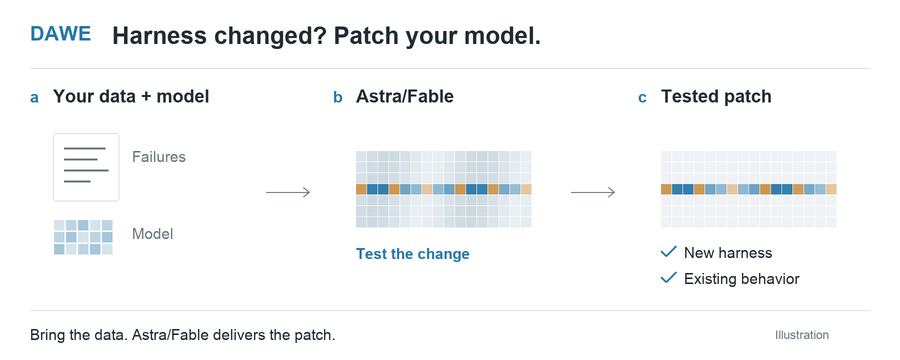 DAWE Harness changed? Patch your model.
a Your data + model
Failures
Model
b Astra/Fable
Test the change
c Tested patch
New harness
Existing behavior
Bring the data. Astra/Fable delivers the patch.
Illustration